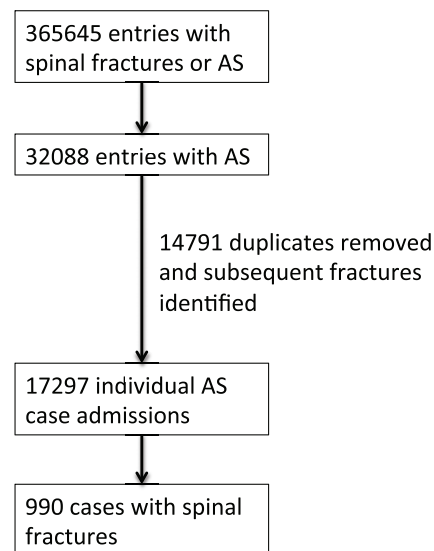 365645 entries with
spinal fractures or AS
32088 entries with AS
14791 duplicates removed
and subsequent fractures
identified
17297 individual AS
case admissions
990 cases with spinal
fractures